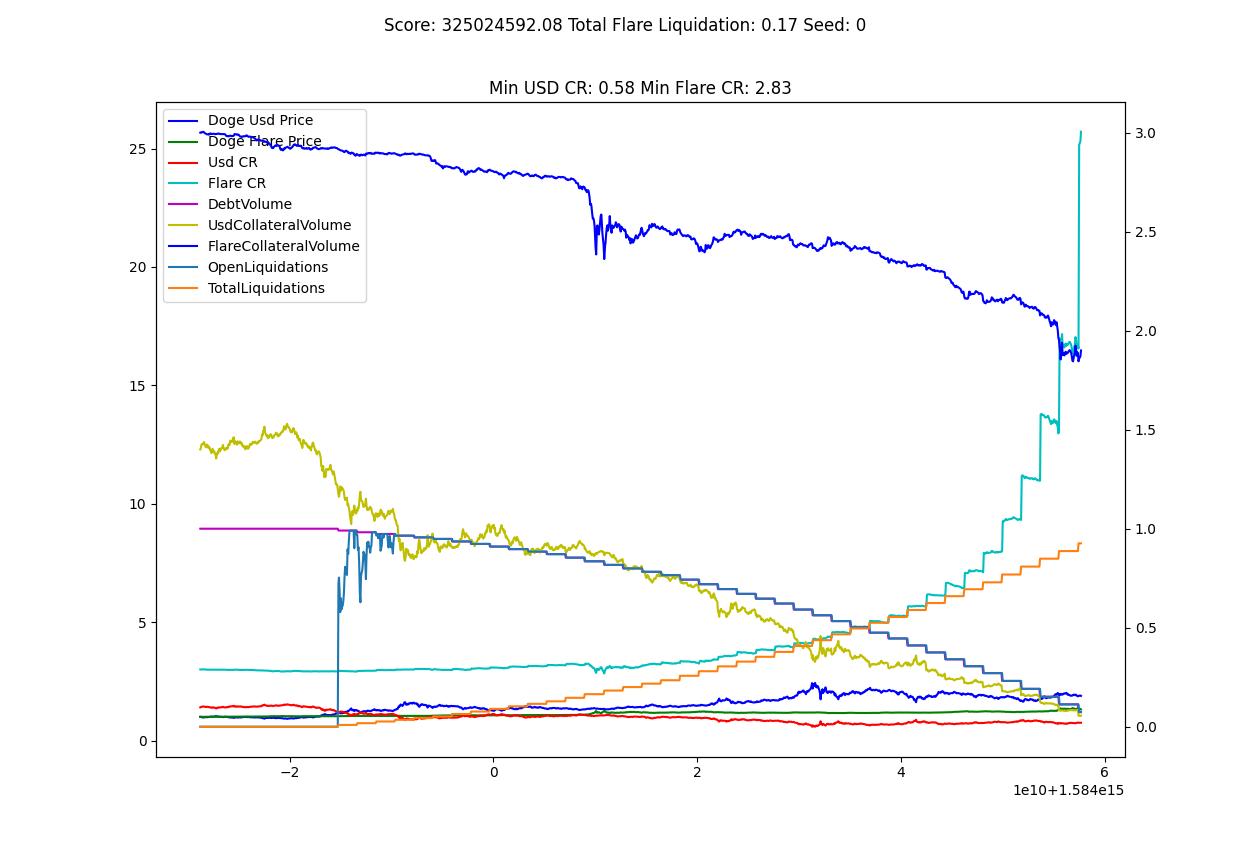 Score: 325024592.08 Total Flare Liquidation: 0.17 Seed: 0
Min USD CR: 0.58 Min Flare CR: 2.83
Doge Usd Price
Doge Flare Price
Usd CR
Flare CR
DebtVolume
UsdCollateralVolume
FlareCollateralVolume
OpenLiquidations
TotalLiquidations
25
20
15
10
5
0
3.0
2.5
2.0
1.5
1.0
0.5
0.0
−2
0
2
4
6
1e10+1.584e15